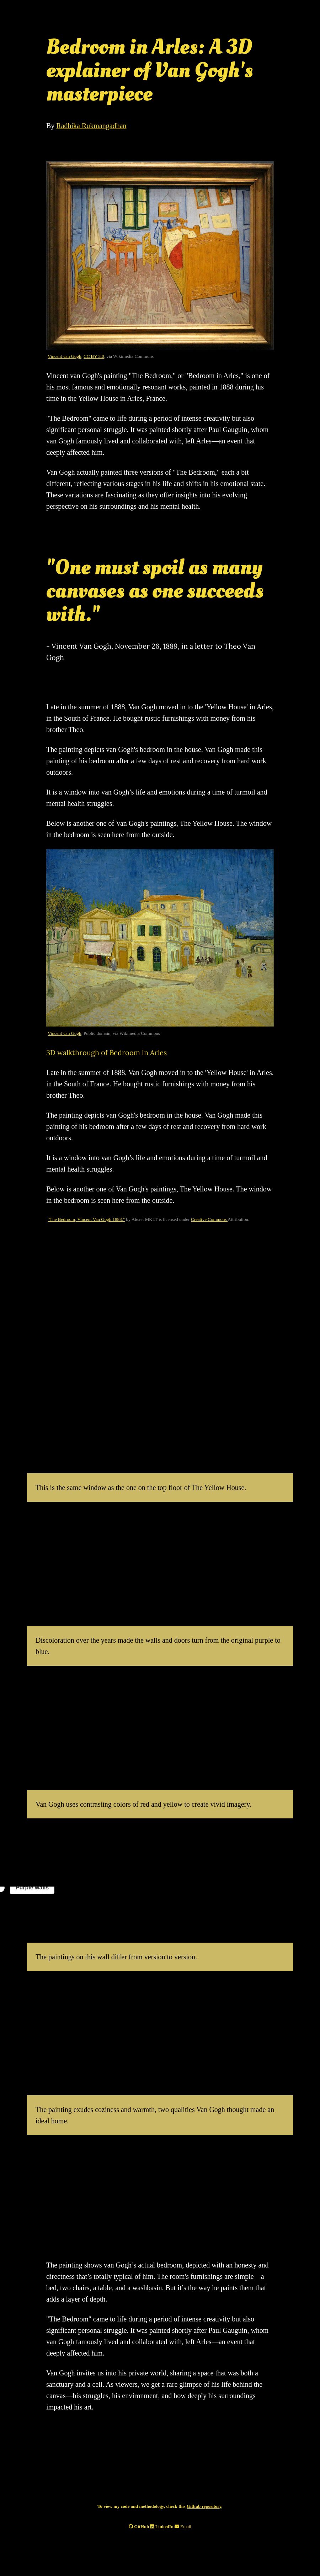 Bedroom in Arles: A 3D
explainer of Van Gogh's
masterpiece
By Radhika Rukmangadhan
Vincent van Gogh, CC BY 3.0, via Wikimedia Commons
Vincent van Gogh's painting "The Bedroom," or "Bedroom in Arles," is one of
his most famous and emotionally resonant works, painted in 1888 during his
time in the Yellow House in Arles, France.
"The Bedroom" came to life during a period of intense creativity but also
significant personal struggle. It was painted shortly after Paul Gauguin, whom
van Gogh famously lived and collaborated with, left Arles—an event that
deeply affected him.
Van Gogh actually painted three versions of "The Bedroom," each a bit
different, reflecting various stages in his life and shifts in his emotional state.
These variations are fascinating as they offer insights into his evolving
perspective on his surroundings and his mental health.
"One must spoil as many
canvases as one succeeds
with."
- Vincent Van Gogh, November 26, 1889, in a letter to Theo Van
Gogh
Late in the summer of 1888, Van Gogh moved in to the 'Yellow House' in Arles,
in the South of France. He bought rustic furnishings with money from his
brother Theo.
The painting depicts van Gogh's bedroom in the house. Van Gogh made this
painting of his bedroom after a few days of rest and recovery from hard work
outdoors.
It is a window into van Gogh’s life and emotions during a time of turmoil and
mental health struggles.
Below is another one of Van Gogh's paintings, The Yellow House. The window
in the bedroom is seen here from the outside.
Vincent van Gogh, Public domain, via Wikimedia Commons
3D walkthrough of Bedroom in Arles
Late in the summer of 1888, Van Gogh moved in to the 'Yellow House' in Arles,
in the South of France. He bought rustic furnishings with money from his
brother Theo.
The painting depicts van Gogh's bedroom in the house. Van Gogh made this
painting of his bedroom after a few days of rest and recovery from hard work
outdoors.
It is a window into van Gogh’s life and emotions during a time of turmoil and
mental health struggles.
Below is another one of Van Gogh's paintings, The Yellow House. The window
in the bedroom is seen here from the outside.
"The Bedroom, Vincent Van Gogh 1888." by Alexei MKLT is licensed under Creative Commons Attribution.
This is the same window as the one on the top floor of The Yellow House.
Discoloration over the years made the walls and doors turn from the original purple to
blue.
Van Gogh uses contrasting colors of red and yellow to create vivid imagery.
Purple Walls
The paintings on this wall differ from version to version.
The painting exudes coziness and warmth, two qualities Van Gogh thought made an
ideal home.
The painting shows van Gogh’s actual bedroom, depicted with an honesty and
directness that’s totally typical of him. The room's furnishings are simple—a
bed, two chairs, a table, and a washbasin. But it’s the way he paints them that
adds a layer of depth.
"The Bedroom" came to life during a period of intense creativity but also
significant personal struggle. It was painted shortly after Paul Gauguin, whom
van Gogh famously lived and collaborated with, left Arles—an event that
deeply affected him.
Van Gogh invites us into his private world, sharing a space that was both a
sanctuary and a cell. As viewers, we get a rare glimpse of his life behind the
canvas—his struggles, his environment, and how deeply his surroundings
impacted his art.
To view my code and methodology, check this Github repository.
GitHub LinkedIn Email